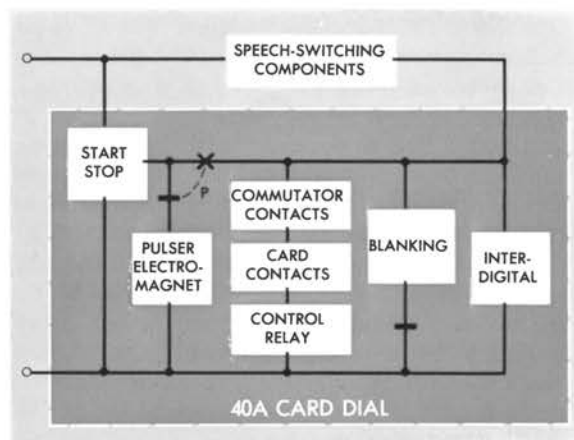 SPEECH-SWITCHING
COMPONENTS
START
STOP
P
COMMUTATOR
CONTACTS
PULSER
ELECTRO-
MAGNET
CARD
CONTACTS
CONTROL
RELAY
BLANKING
INTER-
DIGITAL
40A CARD DIAL